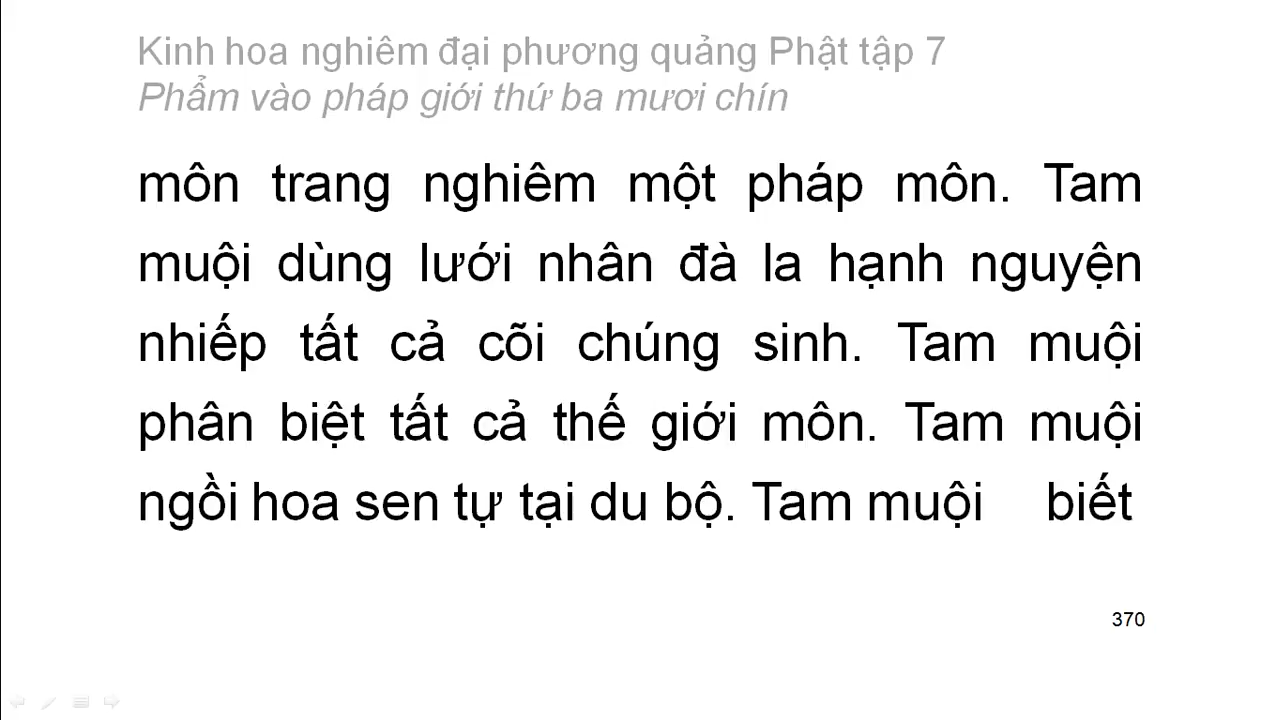 Kinh hoa nghiêm đại phương quảng Phật tập 7
Phẩm vào pháp giới thứ ba mươi chín
môn trang nghiêm một pháp môn. Tam
muội dùng lưới nhân đà la hạnh nguyện
nhiếp tất cả cõi chúng sinh. Tam muội
phân biệt tất cả thế giới môn. Tam muội
ngồi hoa sen tự tại du bộ. Tam muội biết
370